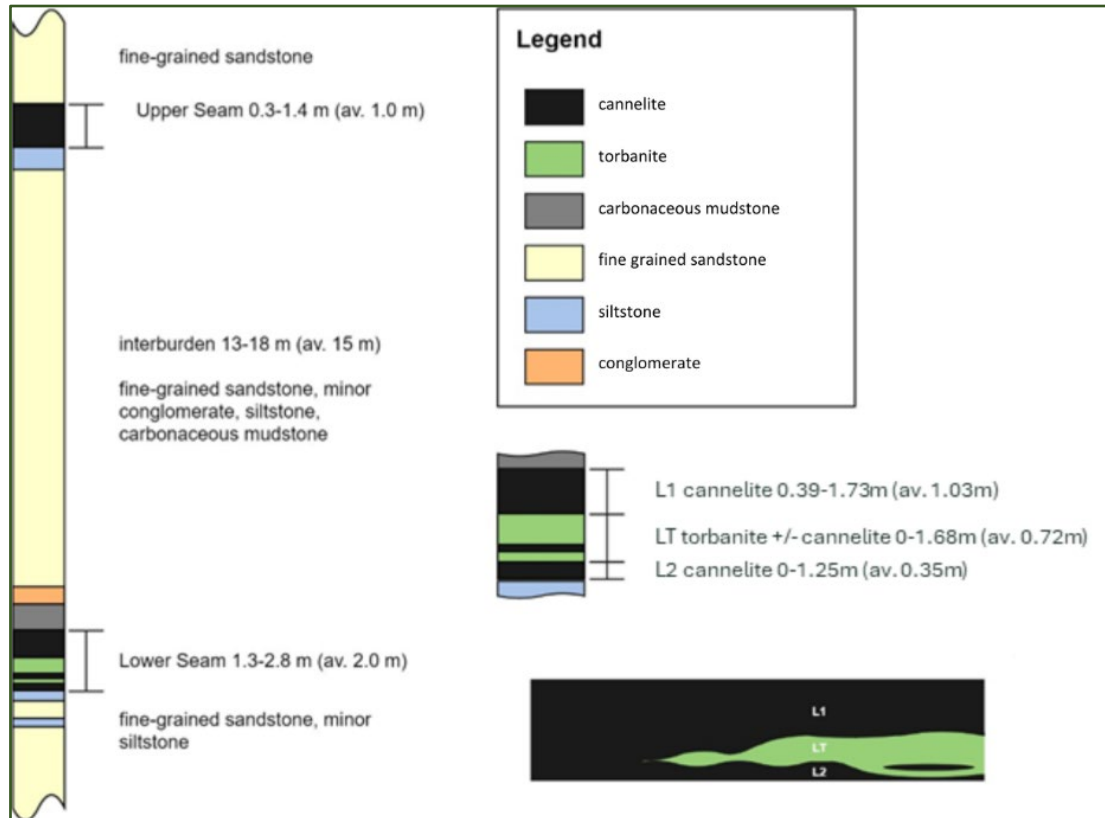 fine-grained sandstone
Upper Seam 0.3-1.4 m (av. 1.0 m)
interburden 13-18 m (av. 15 m)
fine-grained sandstone, minor
conglomerate, siltstone,
carbonaceous mudstone
Lower Seam 1.3-2.8 m (av. 2.0 m)
fine-grained sandstone, minor
siltstone
Legend
cannelite
torbanite
carbonaceous mudstone
fine grained sandstone
siltstone
conglomerate
L1 cannelite 0.39-1.73m (av. 1.03m)
LT torbanite +/- cannelite 0-1.68m (av. 0.72m)
L2 cannelite 0-1.25m (av. 0.35m)
L1
LT
L2